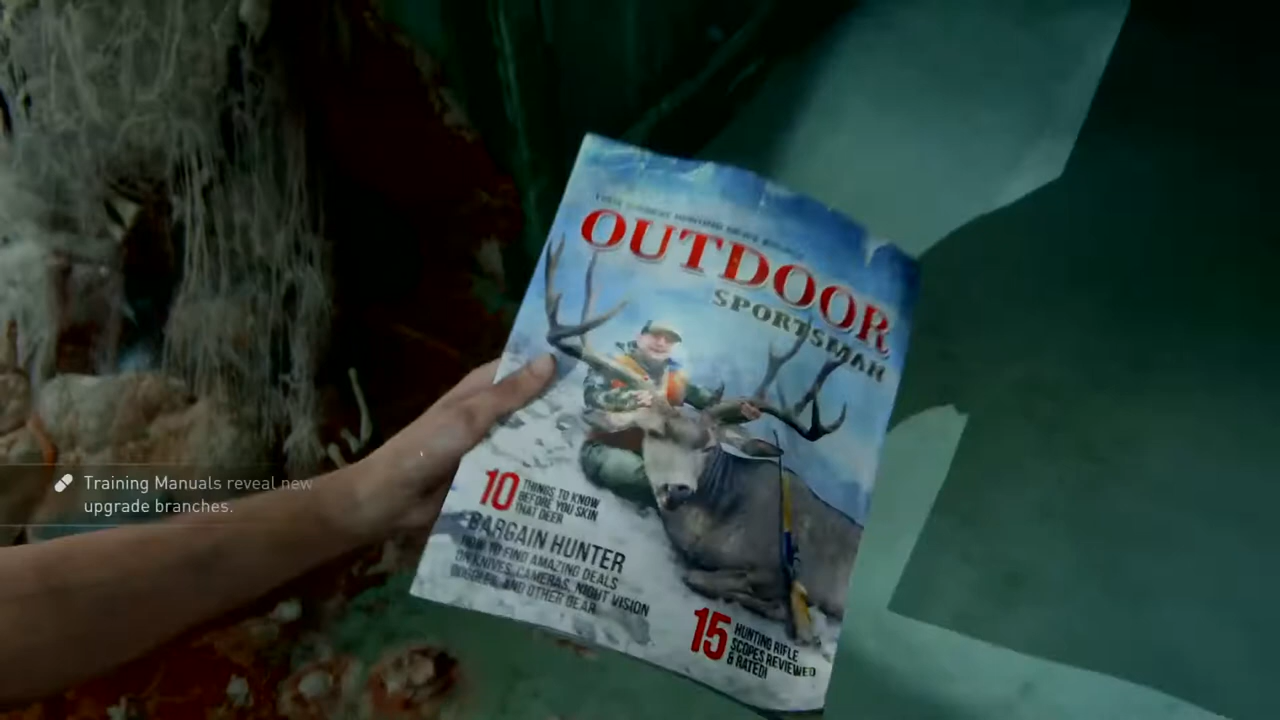 OUTDOOR
SPORTSMAN
10 THINGS TO KNOW
BEFORE YOU SKIN
THAT DEER
BARGAIN HUNTER
HOW TO FIND AMAZING DEALS
ON KNIVES, CAMERAS, NIGHT VISION
AND OTHER GEAR
15 HUNTING RIFLE
SCOPES REVIEWED
& RATED!
Training Manuals reveal new
upgrade branches.